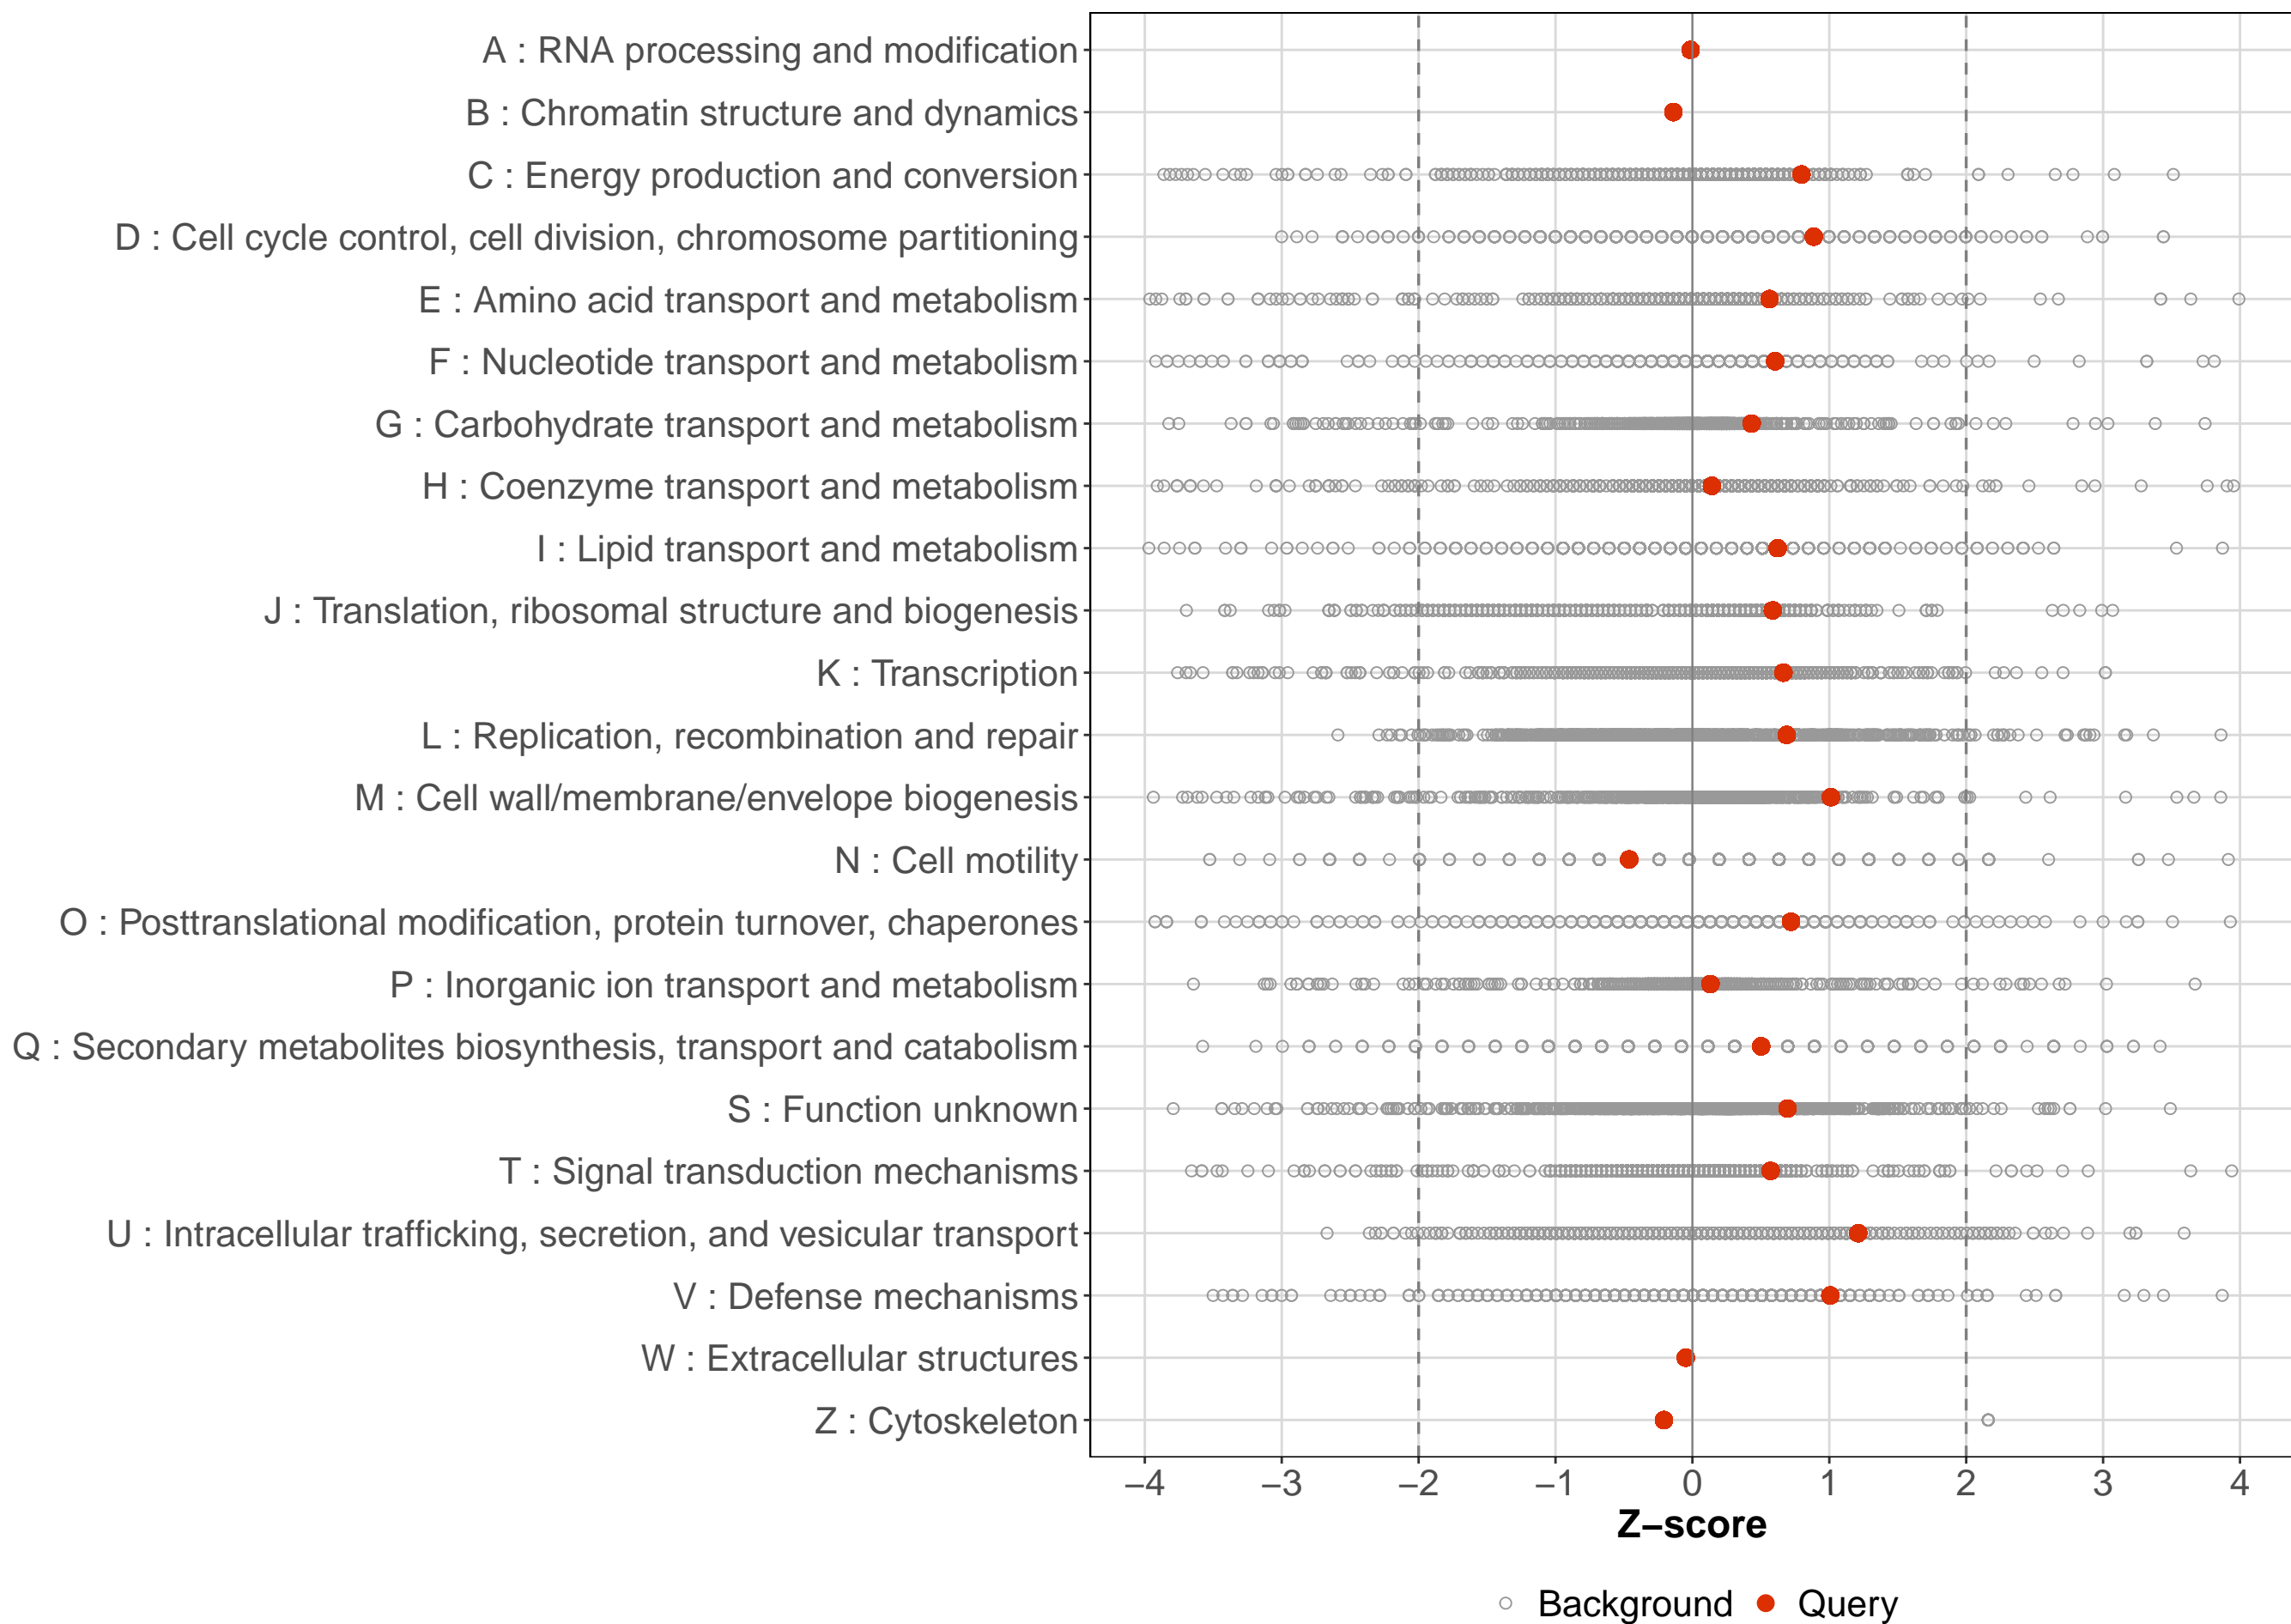 A : RNA processing and modification
B : Chromatin structure and dynamics
C : Energy production and conversion
D : Cell cycle control, cell division, chromosome partitioning
E : Amino acid transport and metabolism
F : Nucleotide transport and metabolism
G : Carbohydrate transport and metabolism
H : Coenzyme transport and metabolism
I : Lipid transport and metabolism
J : Translation, ribosomal structure and biogenesis
K : Transcription
L : Replication, recombination and repair
M : Cell wall/membrane/envelope biogenesis
N : Cell motility
O : Posttranslational modification, protein turnover, chaperones
P : Inorganic ion transport and metabolism
Q : Secondary metabolites biosynthesis, transport and catabolism
S : Function unknown
T : Signal transduction mechanisms
U : Intracellular trafficking, secretion, and vesicular transport
V : Defense mechanisms
W : Extracellular structures
Z : Cytoskeleton
−4 −3 −2 −1 0 1 2 3 4
Z−score
Background Query